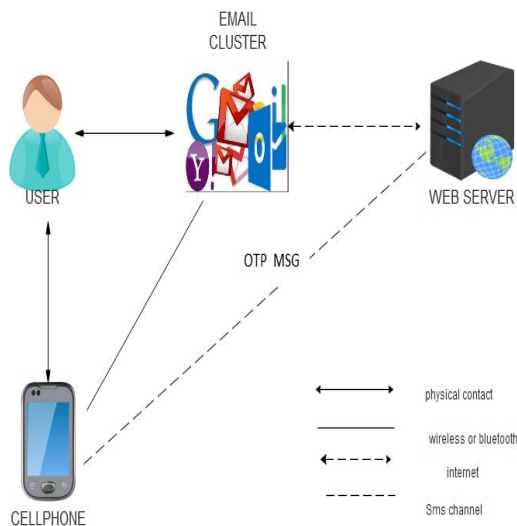 EMAIL
CLUSTER
USER
WEB SERVER
OTP MSG
CELLPHONE
physical contact
wireless or bluetooth
internet
Sms channel